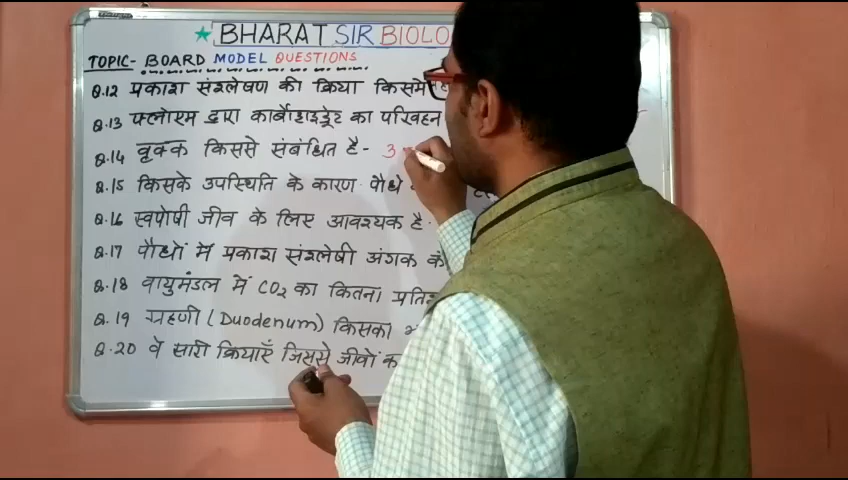 ★ BHARAT SIR BIOLO
TOPIC- BOARD MODEL QUESTIONS
Q.12 प्रकाश संश्लेषण की क्रिया किसमें
Q.13 फ्लोएम द्वारा कार्बोहाइड्रेट का परिवहन
Q.14 वृक्क किससे संबंधित है- 3
Q.15 किसके उपस्थिति के कारण पौधे
Q.16 स्वपोषी जीव के लिए आवश्यक है-
Q.17 पौधों में प्रकाश संश्लेषी अंगक
Q.18 वायुमंडल में CO2 का कितना
Q.19 ग्रहणी (Duodenum) किसका
Q.20 वे सारी क्रियाएँ जिससे जीवों